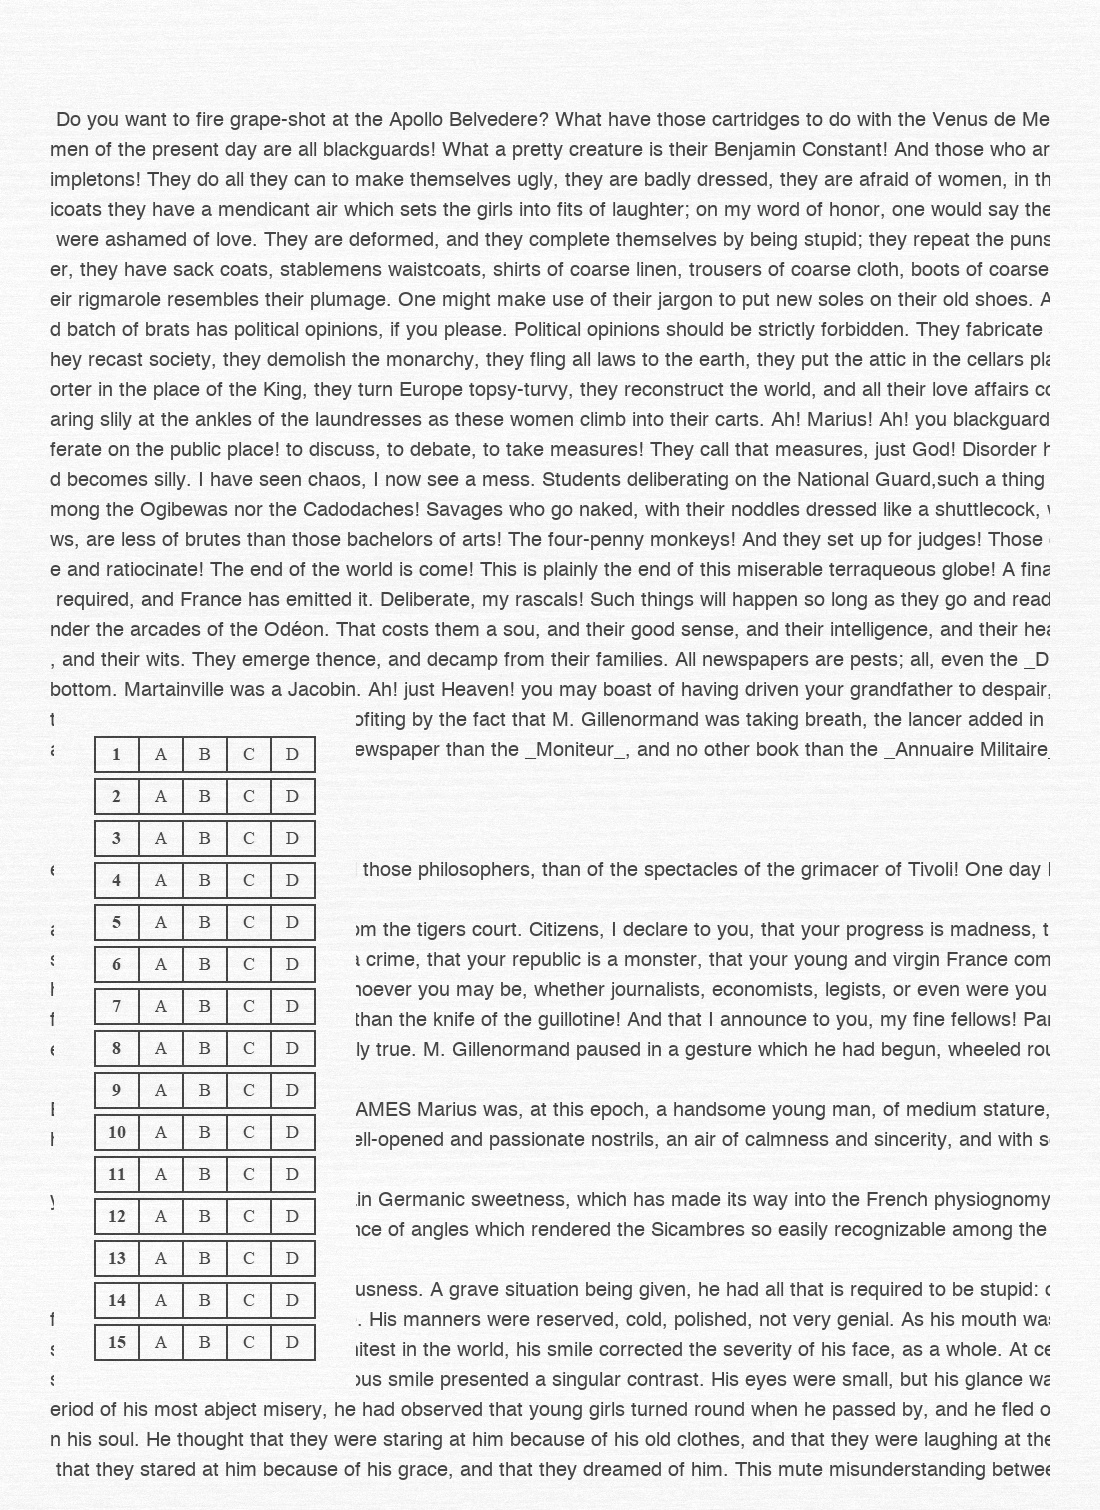 Do you want to fire grape-shot at the Apollo Belvedere? What have those cartridges to do with the Venus de Me
men of the present day are all blackguards! What a pretty creature is their Benjamin Constant! And those who ar
impletons! They do all they can to make themselves ugly, they are badly dressed, they are afraid of women, in th
icoats they have a mendicant air which sets the girls into fits of laughter; on my word of honor, one would say the
were ashamed of love. They are deformed, and they complete themselves by being stupid; they repeat the puns
er, they have sack coats, stablemens waistcoats, shirts of coarse linen, trousers of coarse cloth, boots of coarse
eir rigmarole resembles their plumage. One might make use of their jargon to put new soles on their old shoes. A
d batch of brats has political opinions, if you please. Political opinions should be strictly forbidden. They fabricate
hey recast society, they demolish the monarchy, they fling all laws to the earth, they put the attic in the cellars pla
orter in the place of the King, they turn Europe topsy-turvy, they reconstruct the world, and all their love affairs co
aring slily at the ankles of the laundresses as these women climb into their carts. Ah! Marius! Ah! you blackguard
ferate on the public place! to discuss, to debate, to take measures! They call that measures, just God! Disorder h
d becomes silly. I have seen chaos, I now see a mess. Students deliberating on the National Guard,such a thing
mong the Ogibewas nor the Cadodaches! Savages who go naked, with their noddles dressed like a shuttlecock,
ws, are less of brutes than those bachelors of arts! The four-penny monkeys! And they set up for judges! Those
e and ratiocinate! The end of the world is come! This is plainly the end of this miserable terraqueous globe! A fina
required, and France has emitted it. Deliberate, my rascals! Such things will happen so long as they go and read
nder the arcades of the Odéon. That costs them a sou, and their good sense, and their intelligence, and their hea
, and their wits. They emerge thence, and decamp from their families. All newspapers are pests; all, even the _D
bottom. Martainville was a Jacobin. Ah! just Heaven! you may boast of having driven your grandfather to despair,
ofiting by the fact that M. Gillenormand was taking breath, the lancer added in
ewspaper than the _Moniteur_, and no other book than the _Annuaire Militaire_
1 A B C D
2 A B C D
3 A B C D
those philosophers, than of the spectacles of the grimacer of Tivoli! One day
4 A B C D
5 A B C D
om the tigers court. Citizens, I declare to you, that your progress is madness, t
6 A B C D
a crime, that your republic is a monster, that your young and virgin France com
7 A B C D
hoever you may be, whether journalists, economists, legists, or even were you
than the knife of the guillotine! And that I announce to you, my fine fellows! Par
8 A B C D
ly true. M. Gillenormand paused in a gesture which he had begun, wheeled rou
9 A B C D
AMES Marius was, at this epoch, a handsome young man, of medium stature,
10 A B C D
ell-opened and passionate nostrils, an air of calmness and sincerity, and with s
11 A B C D
in Germanic sweetness, which has made its way into the French physiognomy
12 A B C D
nce of angles which rendered the Sicambres so easily recognizable among the
13 A B C D
usness. A grave situation being given, he had all that is required to be stupid:
14 A B C D
. His manners were reserved, cold, polished, not very genial. As his mouth was
15 A B C D
itest in the world, his smile corrected the severity of his face, as a whole. At ce
ous smile presented a singular contrast. His eyes were small, but his glance wa
eriod of his most abject misery, he had observed that young girls turned round when he passed by, and he fled o
n his soul. He thought that they were staring at him because of his old clothes, and that they were laughing at the
that they stared at him because of his grace, and that they dreamed of him. This mute misunderstanding betwee